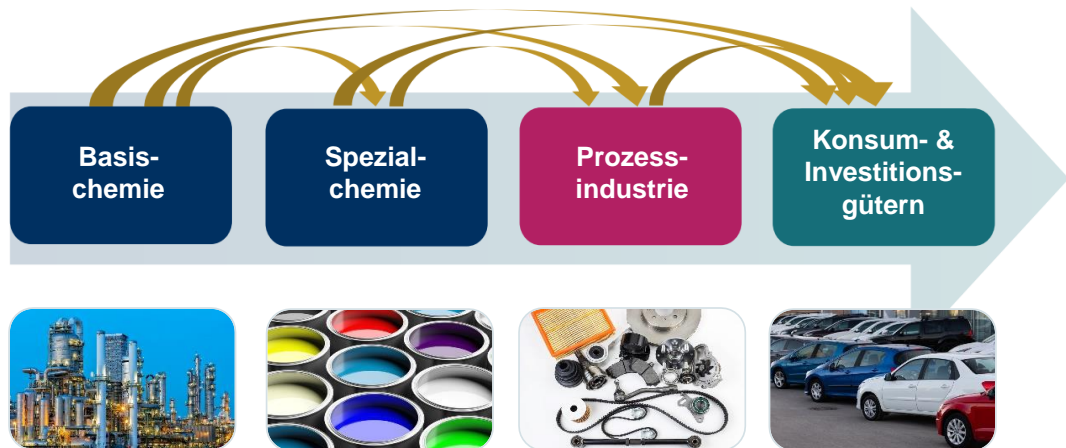 Basis-
chemie
Spezial-
chemie
Prozess-
industrie
Konsum- &
Investitions-
gütern